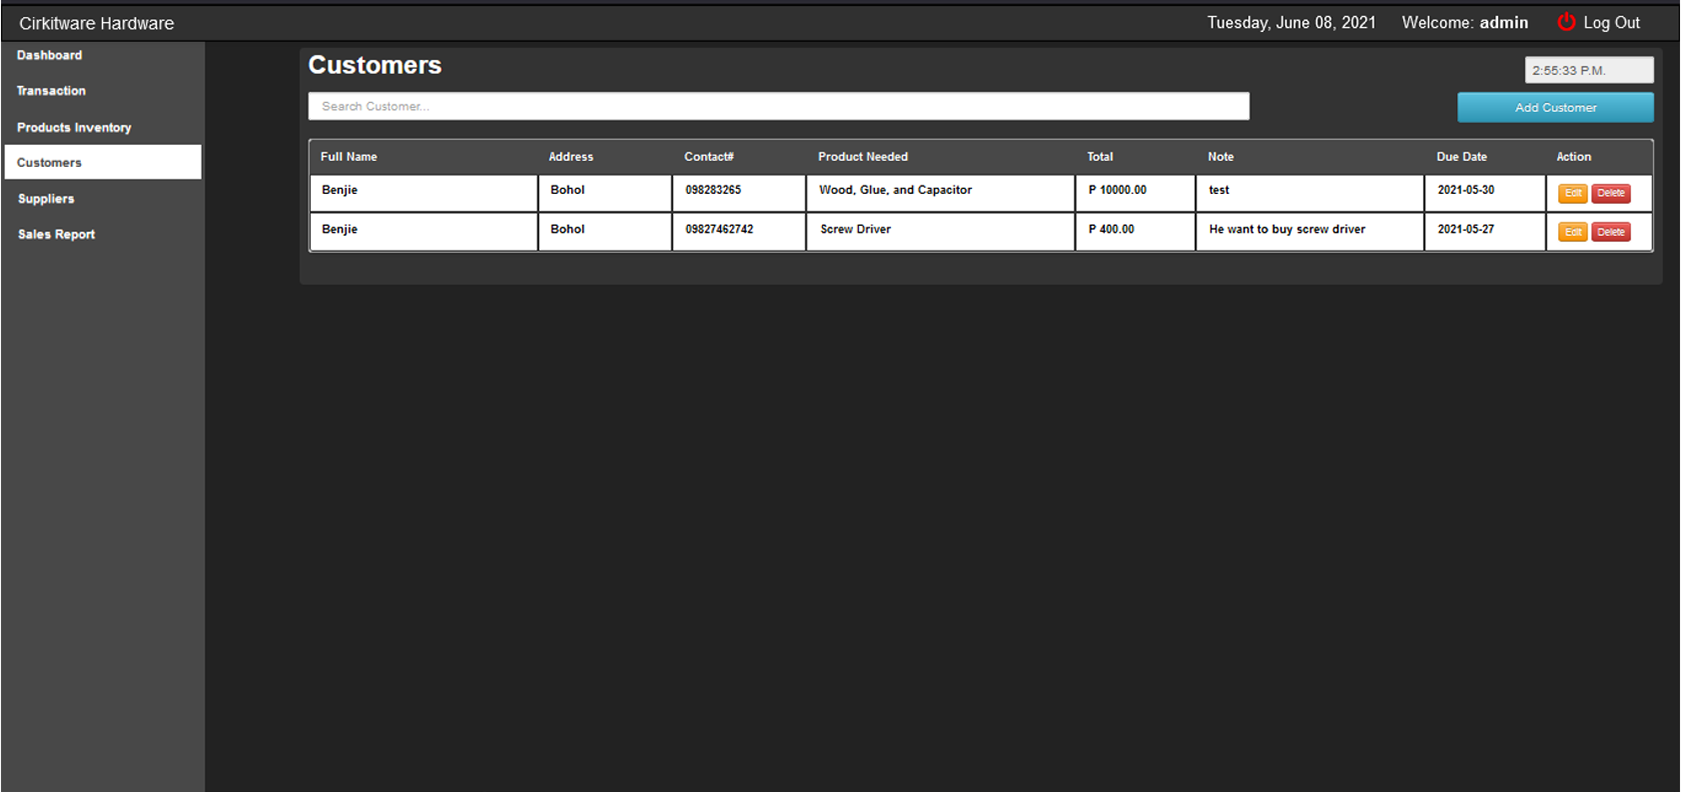 Cirkitware Hardware Tuesday, June 08, 2021 Welcome: admin Log Out
Dashboard
Transaction
Products Inventory
Customers
Suppliers
Sales Report
Customers
2:55:33 P.M.
Search Customer...
Add Customer
Full Name Address Contact# Product Needed Total Note Due Date Action
Benjie Bohol 098283265 Wood, Glue, and Capacitor P 10000.00 test 2021-05-30 Edit Delete
Benjie Bohol 09827462742 Screw Driver P 400.00 He want to buy screw driver 2021-05-27 Edit Delete